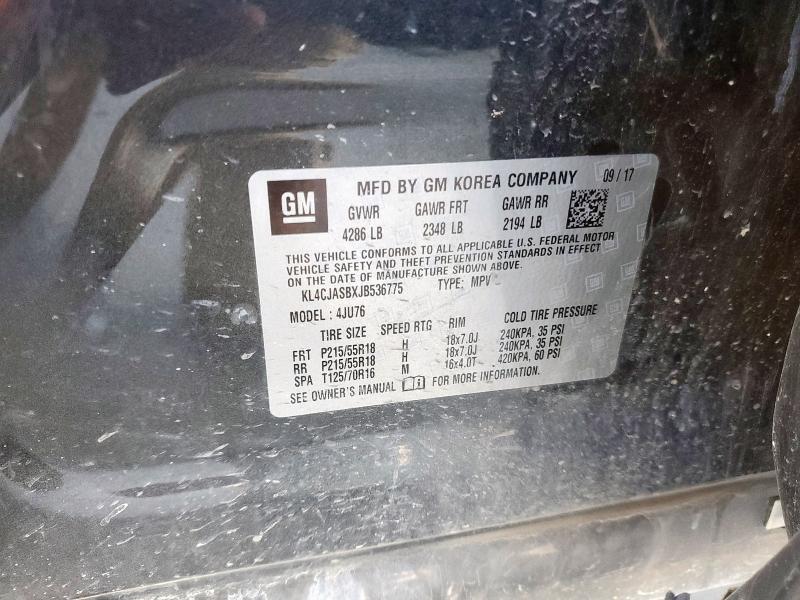 GM
MFD BY GM KOREA COMPANY 09 / 17
GVWR GAWR FRT GAWR RR
4286 LB 2348 LB 2194 LB
THIS VEHICLE CONFORMS TO ALL APPLICABLE U.S. FEDERAL MOTOR
VEHICLE SAFETY AND THEFT PREVENTION STANDARDS IN EFFECT
ON THE DATE OF MANUFACTURE SHOWN ABOVE.
KL4CJASBXJB536775 TYPE: MPV
MODEL : 4JU76
TIRE SIZE SPEED RTG RIM COLD TIRE PRESSURE
FRT P215/55R18 H 18x7.0J 240KPA, 35 PSI
RR P215/55R18 H 18x7.0J 240KPA, 35 PSI
SPA T125/70R16 M 16x4.0T 420KPA, 60 PSI
SEE OWNER'S MANUAL FOR MORE INFORMATION.